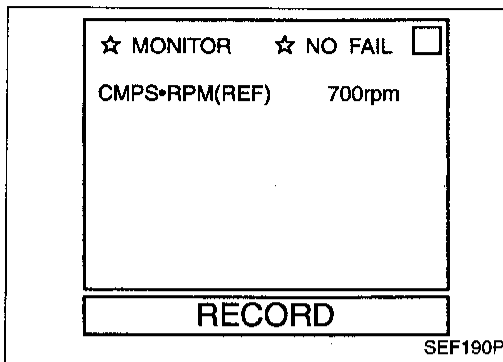 ☆ MONITOR ☆ NO FAIL
CMPS•RPM(REF) 700rpm
RECORD
SEF190P